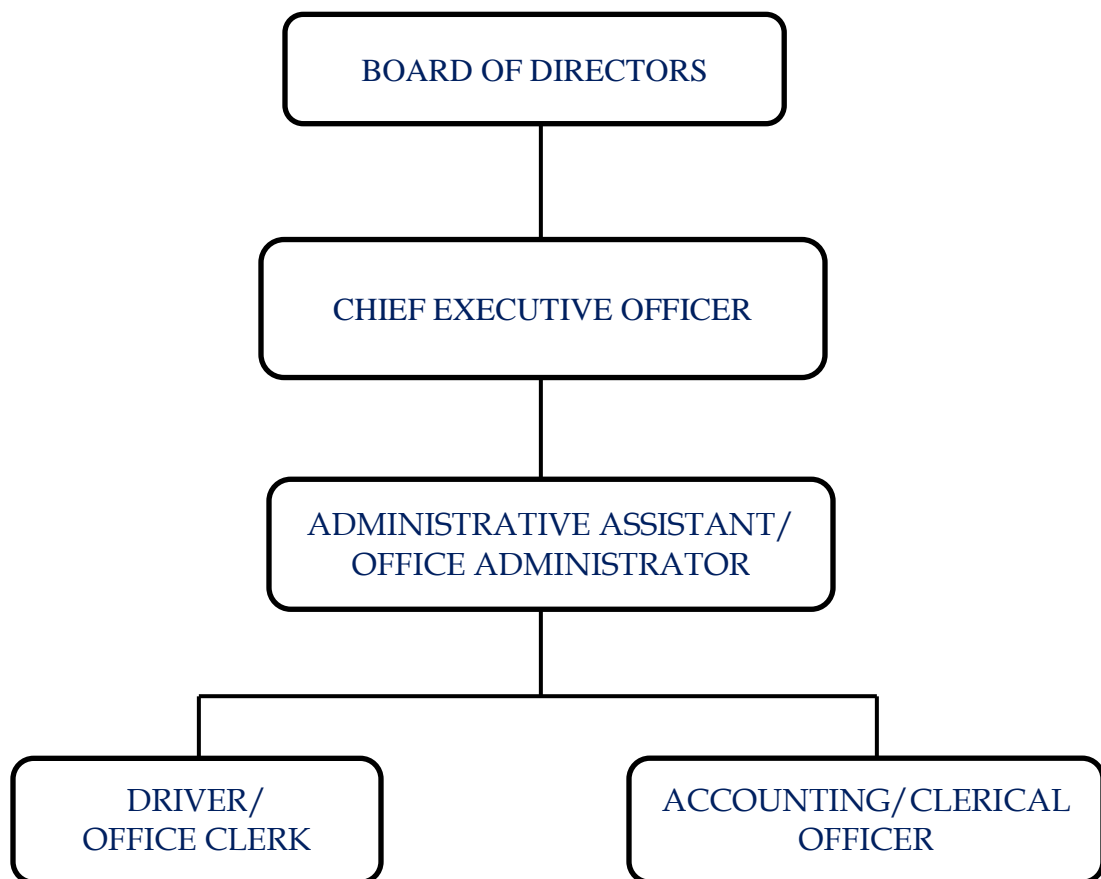 BOARD OF DIRECTORS
CHIEF EXECUTIVE OFFICER
ADMINISTRATIVE ASSISTANT/
OFFICE ADMINISTRATOR
DRIVER/
OFFICE CLERK
ACCOUNTING/CLERICAL
OFFICER